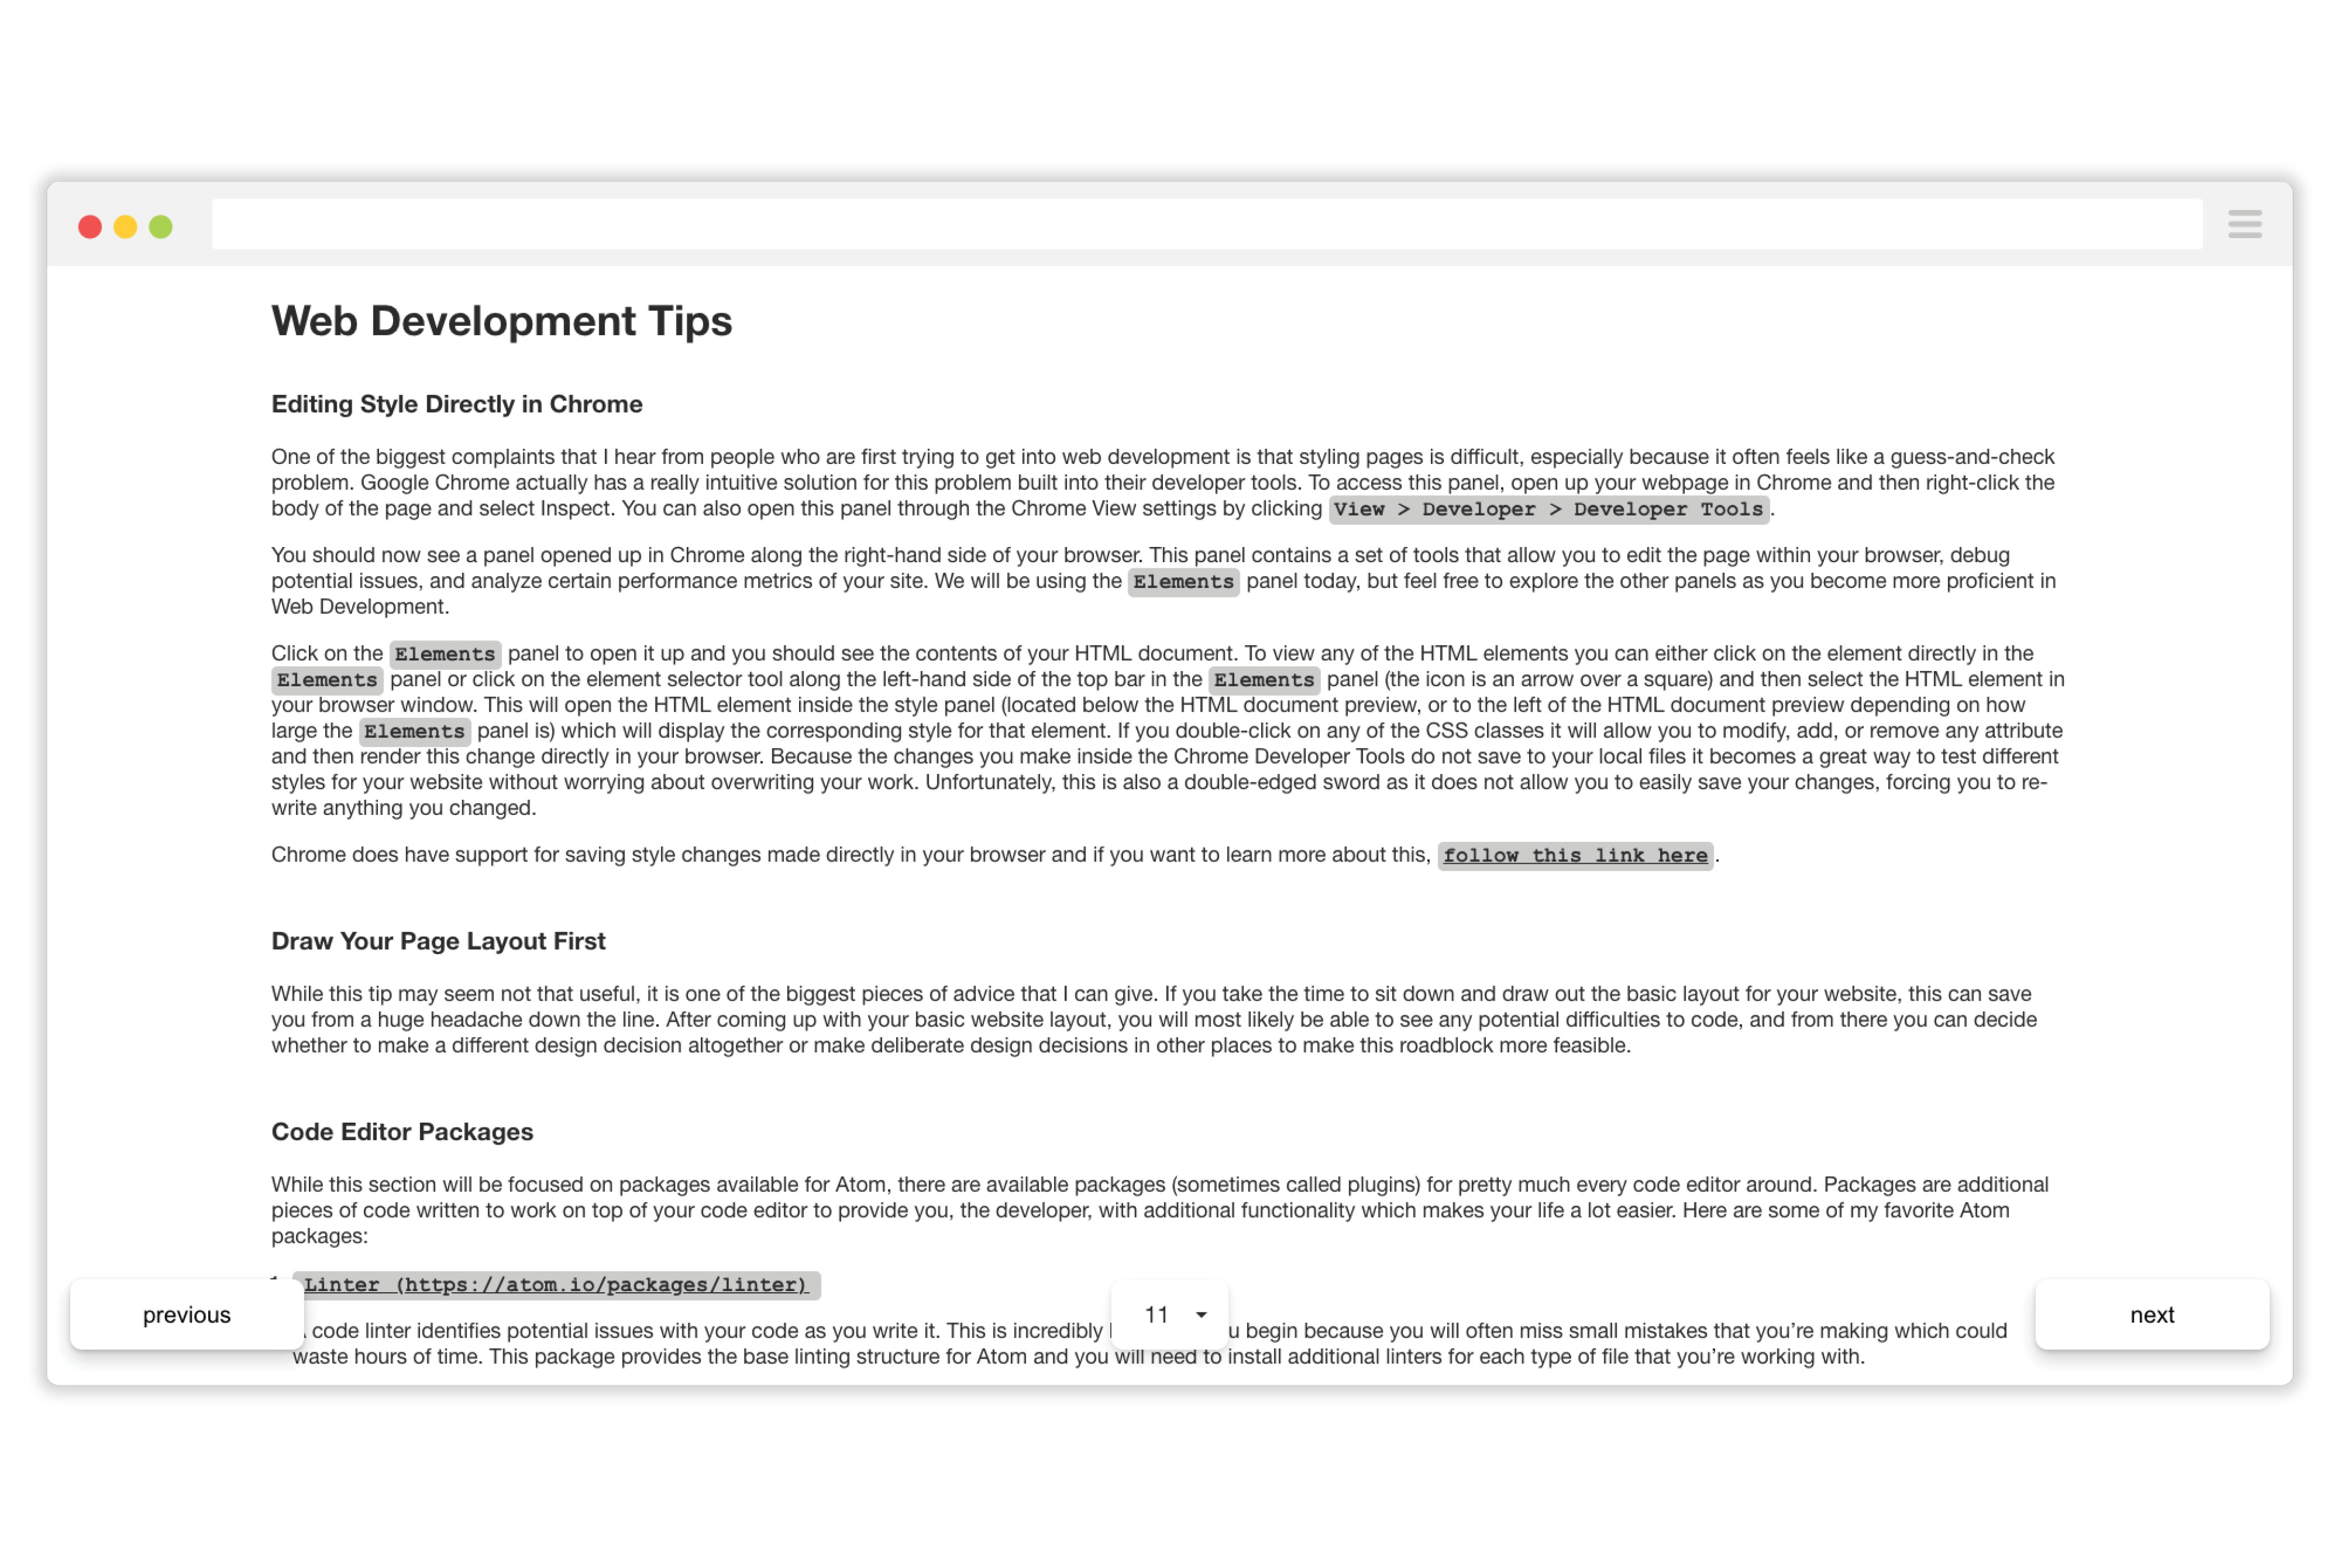 Web Development Tips
Editing Style Directly in Chrome
One of the biggest complaints that I hear from people who are first trying to get into web development is that styling pages is difficult, especially because it often feels like a guess-and-check
problem. Google Chrome actually has a really intuitive solution for this problem built into their developer tools. To access this panel, open up your webpage in Chrome and then right-click the
body of the page and select Inspect. You can also open this panel through the Chrome View settings by clicking View > Developer > Developer Tools.
You should now see a panel opened up in Chrome along the right-hand side of your browser. This panel contains a set of tools that allow you to edit the page within your browser, debug
potential issues, and analyze certain performance metrics of your site. We will be using the Elements panel today, but feel free to explore the other panels as you become more proficient in
Web Development.
Click on the Elements panel to open it up and you should see the contents of your HTML document. To view any of the HTML elements you can either click on the element directly in the
Elements panel or click on the element selector tool along the left-hand side of the top bar in the Elements panel (the icon is an arrow over a square) and then select the HTML element in
your browser window. This will open the HTML element inside the style panel (located below the HTML document preview, or to the left of the HTML document preview depending on how
large the Elements panel is) which will display the corresponding style for that element. If you double-click on any of the CSS classes it will allow you to modify, add, or remove any attribute
and then render this change directly in your browser. Because the changes you make inside the Chrome Developer Tools do not save to your local files it becomes a great way to test different
styles for your website without worrying about overwriting your work. Unfortunately, this is also a double-edged sword as it does not allow you to easily save your changes, forcing you to re-
write anything you changed.
Chrome does have support for saving style changes made directly in your browser and if you want to learn more about this, follow this link here.
Draw Your Page Layout First
While this tip may seem not that useful, it is one of the biggest pieces of advice that I can give. If you take the time to sit down and draw out the basic layout for your website, this can save
you from a huge headache down the line. After coming up with your basic website layout, you will most likely be able to see any potential difficulties to code, and from there you can decide
whether to make a different design decision altogether or make deliberate design decisions in other places to make this roadblock more feasible.
Code Editor Packages
While this section will be focused on packages available for Atom, there are available packages (sometimes called plugins) for pretty much every code editor around. Packages are additional
pieces of code written to work on top of your code editor to provide you, the developer, with additional functionality which makes your life a lot easier. Here are some of my favorite Atom
packages:
Linter (https://atom.io/packages/linter)
previous
11
next
code linter identifies potential issues with your code as you write it. This is incredibly begin because you will often miss small mistakes that you're making which could
waste hours of time. This package provides the base linting structure for Atom and you will need to install additional linters for each type of file that you're working with.